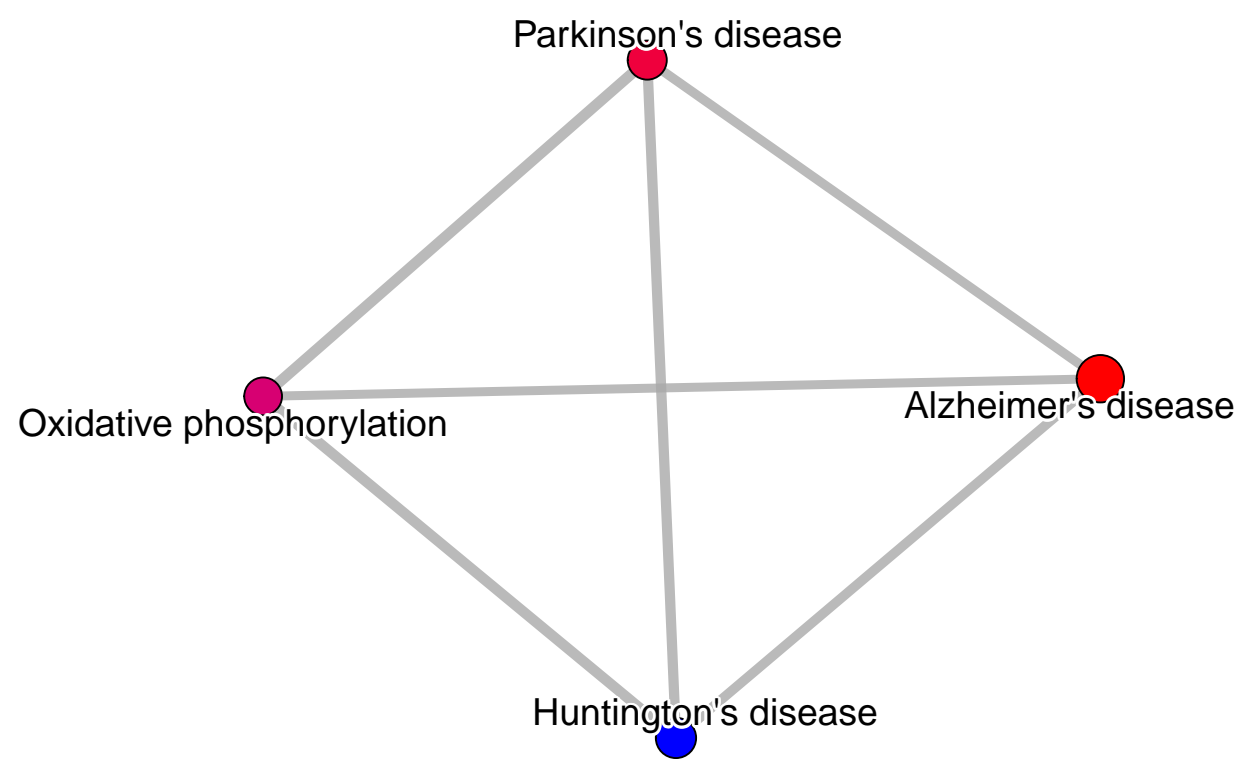 Parkinson's disease
Alzheimer's disease
Oxidative phosphorylation
Huntington's disease